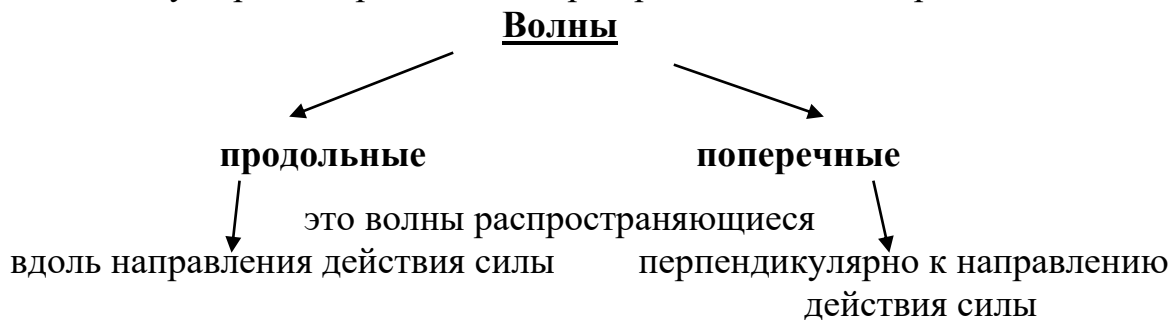 Волны
продольные поперечные
это волны распространяющиеся
вдоль направления действия силы перпендикулярно к направлению
действия силы